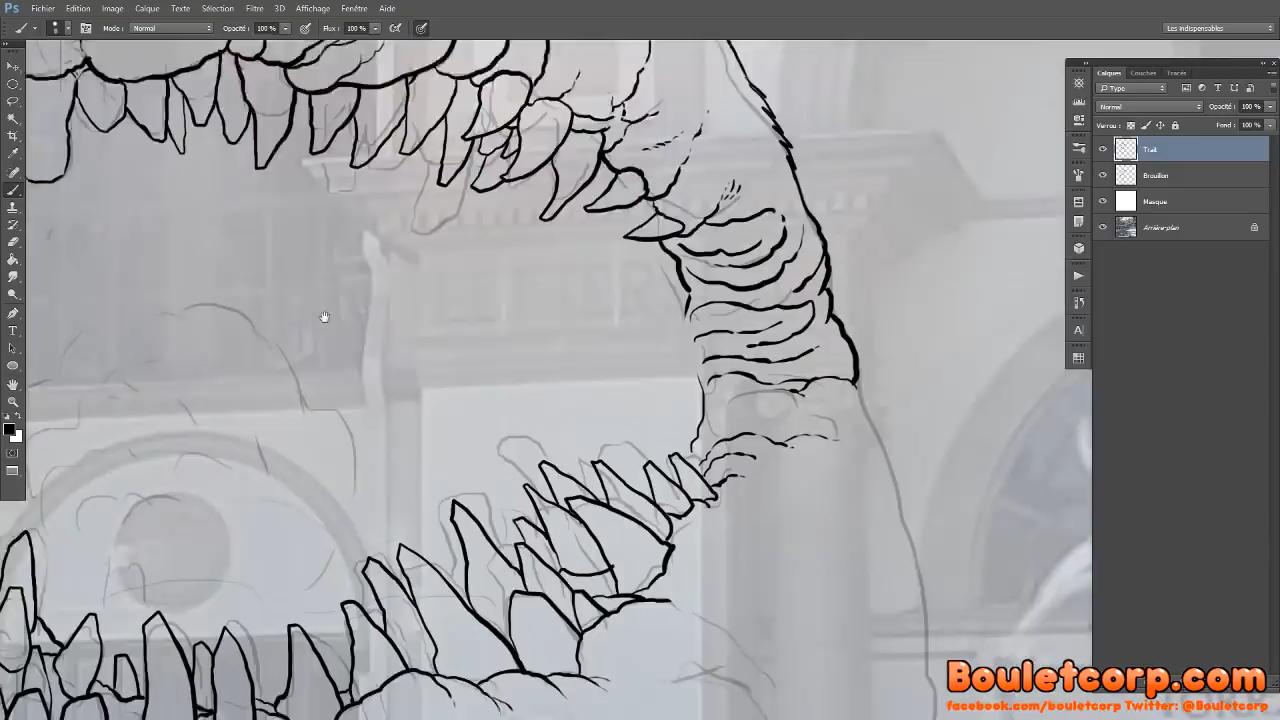 Ps Fichier Edition Image Calque Texte Sélection Filtre 3D Affichage Fenêtre Aide
Mode : Normal Opacité : 100 % Flux : 100 % Les indispensables
Calques Couches Tracés
Type
Normal Opacité : 100 %
Verrou : Fond : 100 %
Trait
Brouillon
Masque
Arrière-plan
Bouletcorp.com
facebook.com/bouletcorp Twitter: @Bouletcorp